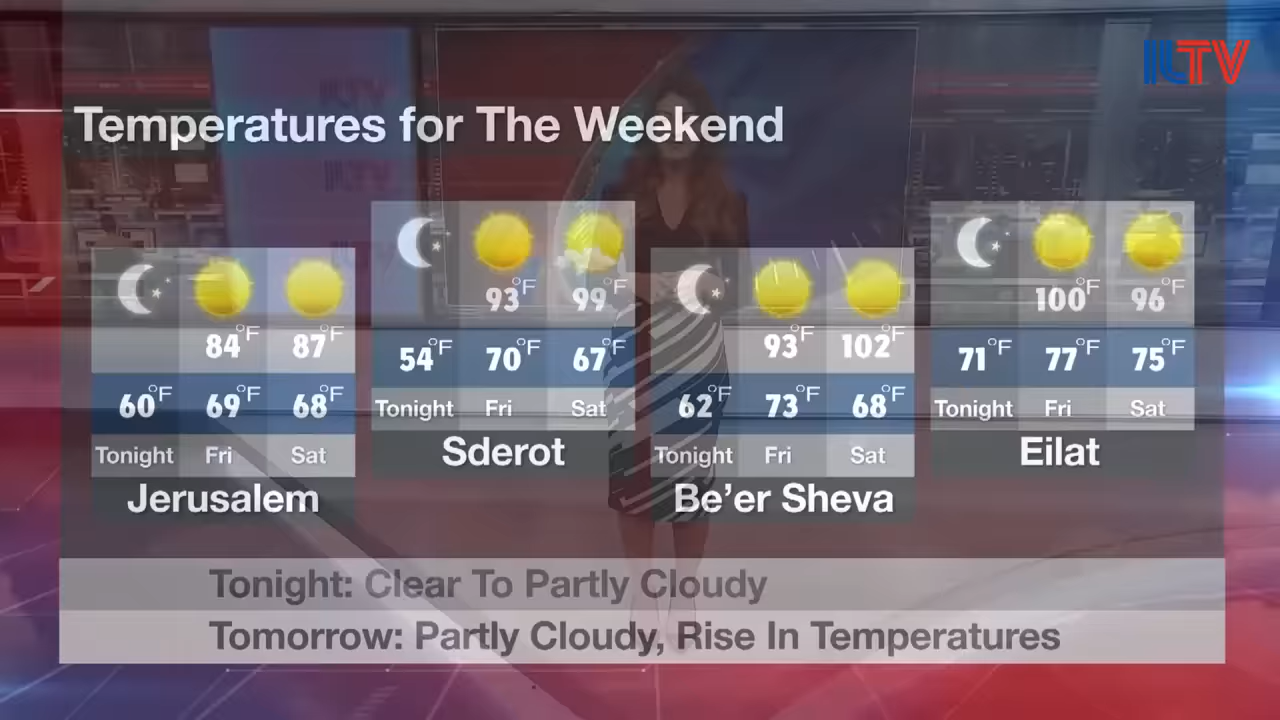 ILTV
Temperatures for The Weekend
84°F 87°F
60°F 69°F 68°F
Tonight Fri Sat
Jerusalem
93°F 99°F
54°F 70°F 67°F
Tonight Fri Sat
Sderot
93°F 102°F
62°F 73°F 68°F
Tonight Fri Sat
Be’er Sheva
100°F 96°F
71°F 77°F 75°F
Tonight Fri Sat
Eilat
Tonight: Clear To Partly Cloudy
Tomorrow: Partly Cloudy, Rise In Temperatures